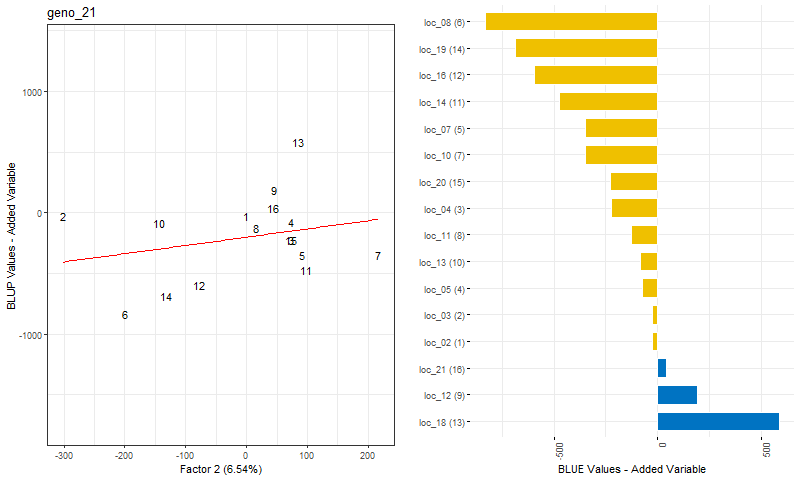 geno_21
BLUP Values - Added Variable
1000
0
-1000
13
9
2
16
1
10
4
8
3
15
5
7
11
12
14
6
-300
-200
-100
0
100
200
Factor 2 (6.54%)
loc_08 (6)
loc_19 (14)
loc_16 (12)
loc_14 (11)
loc_07 (5)
loc_10 (7)
loc_20 (15)
loc_04 (3)
loc_11 (8)
loc_13 (10)
loc_05 (4)
loc_03 (2)
loc_02 (1)
loc_21 (16)
loc_12 (9)
loc_18 (13)
-500
0
500
BLUE Values - Added Variable